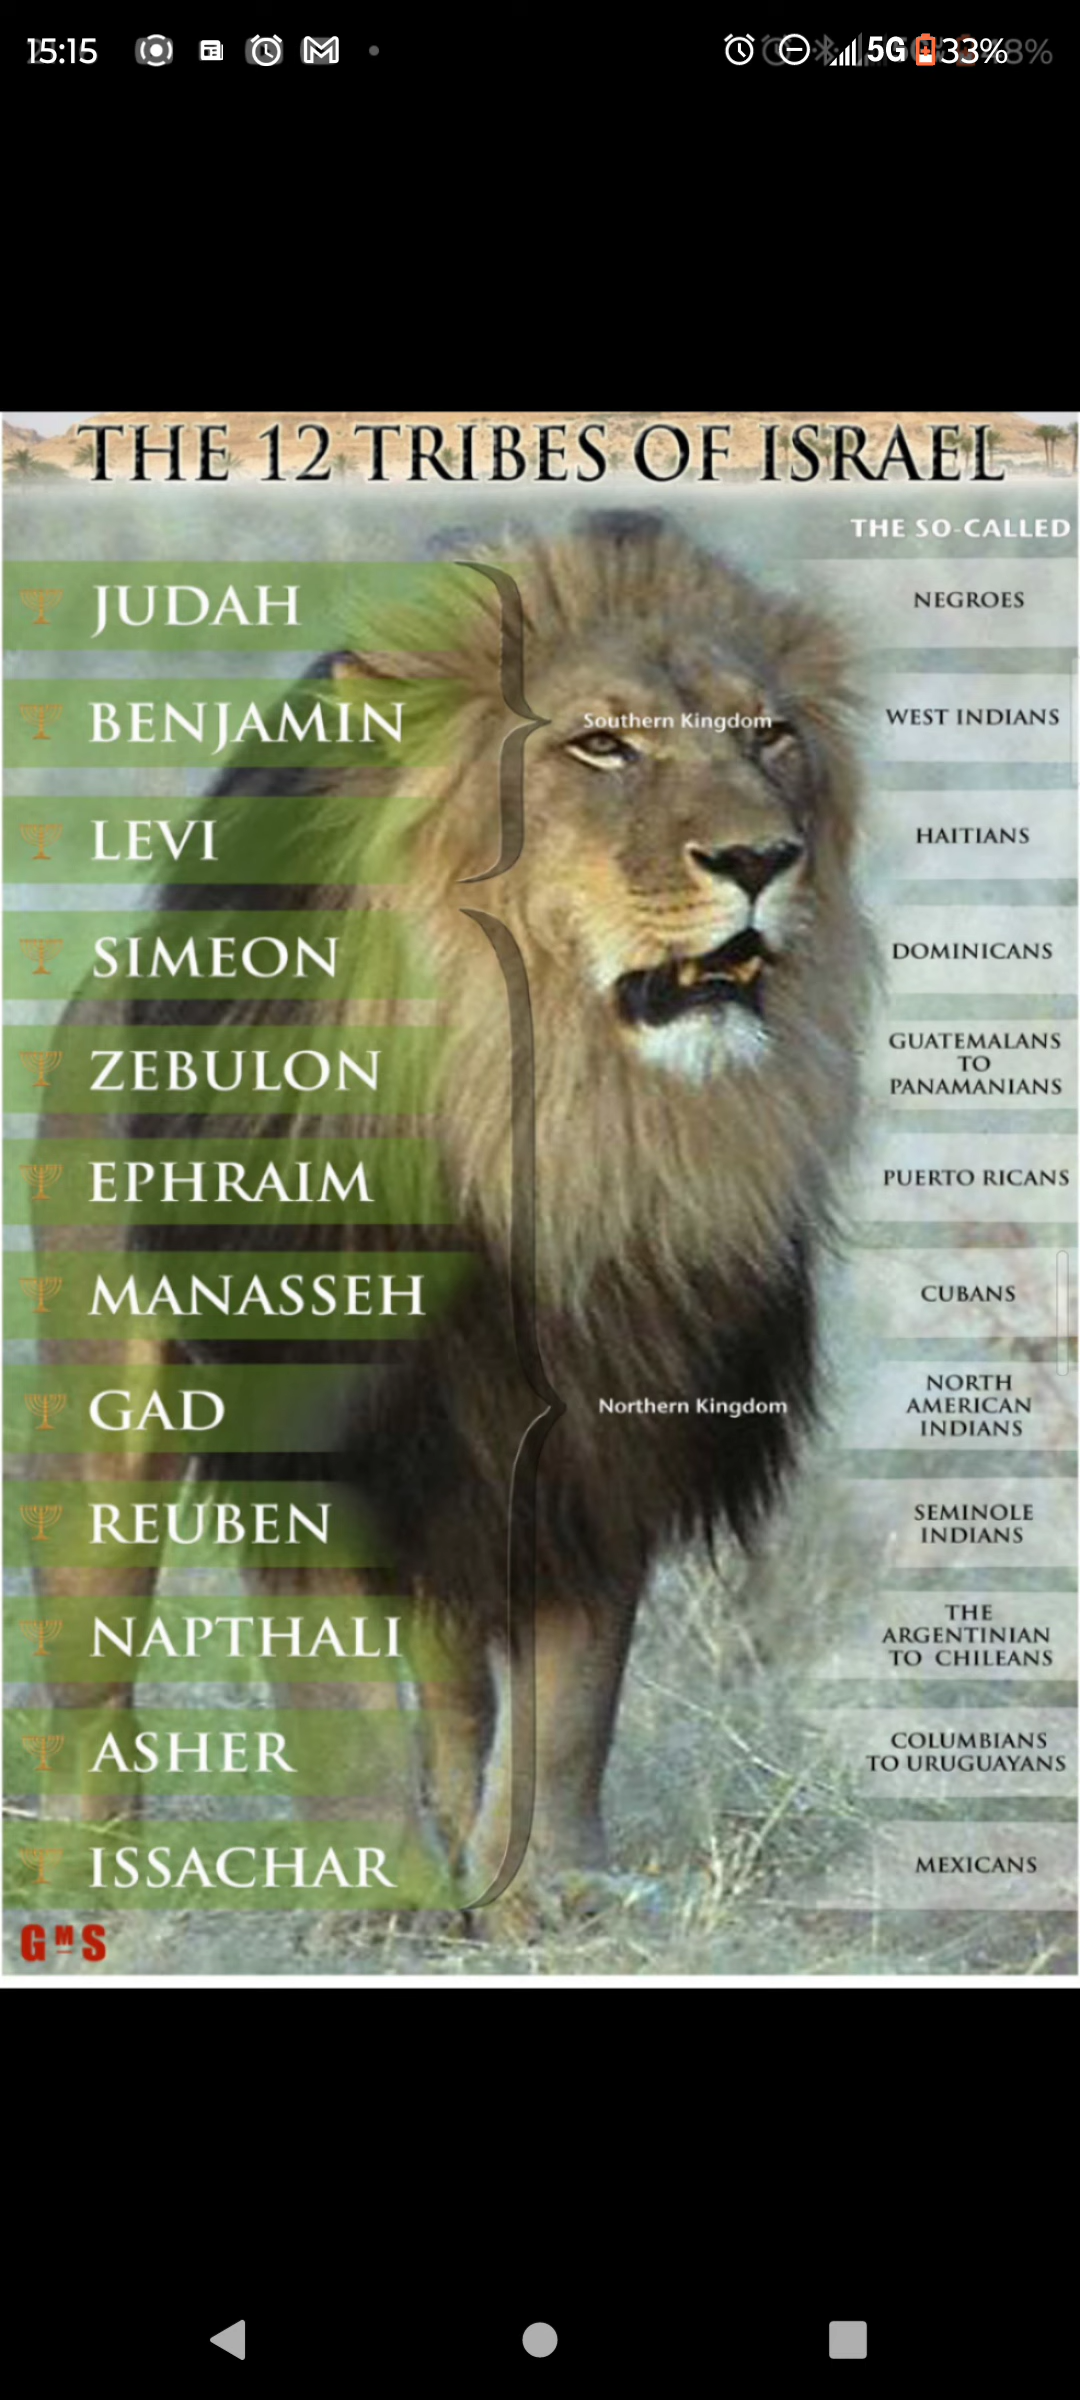 15:15
5G 33%
THE 12 TRIBES OF ISRAEL
THE SO-CALLED
JUDAH NEGROES
BENJAMIN Southern Kingdom WEST INDIANS
LEVI HAITIANS
SIMEON DOMINICANS
ZEBULON GUATEMALANS
TO
PANAMANIANS
EPHRAIM PUERTO RICANS
MANASSEH CUBANS
GAD Northern Kingdom NORTH
AMERICAN
INDIANS
REUBEN SEMINOLE
INDIANS
NAPTHALI THE
ARGENTINIAN
TO CHILEANS
ASHER COLUMBIANS
TO URUGUAYANS
ISSACHAR MEXICANS
GMS